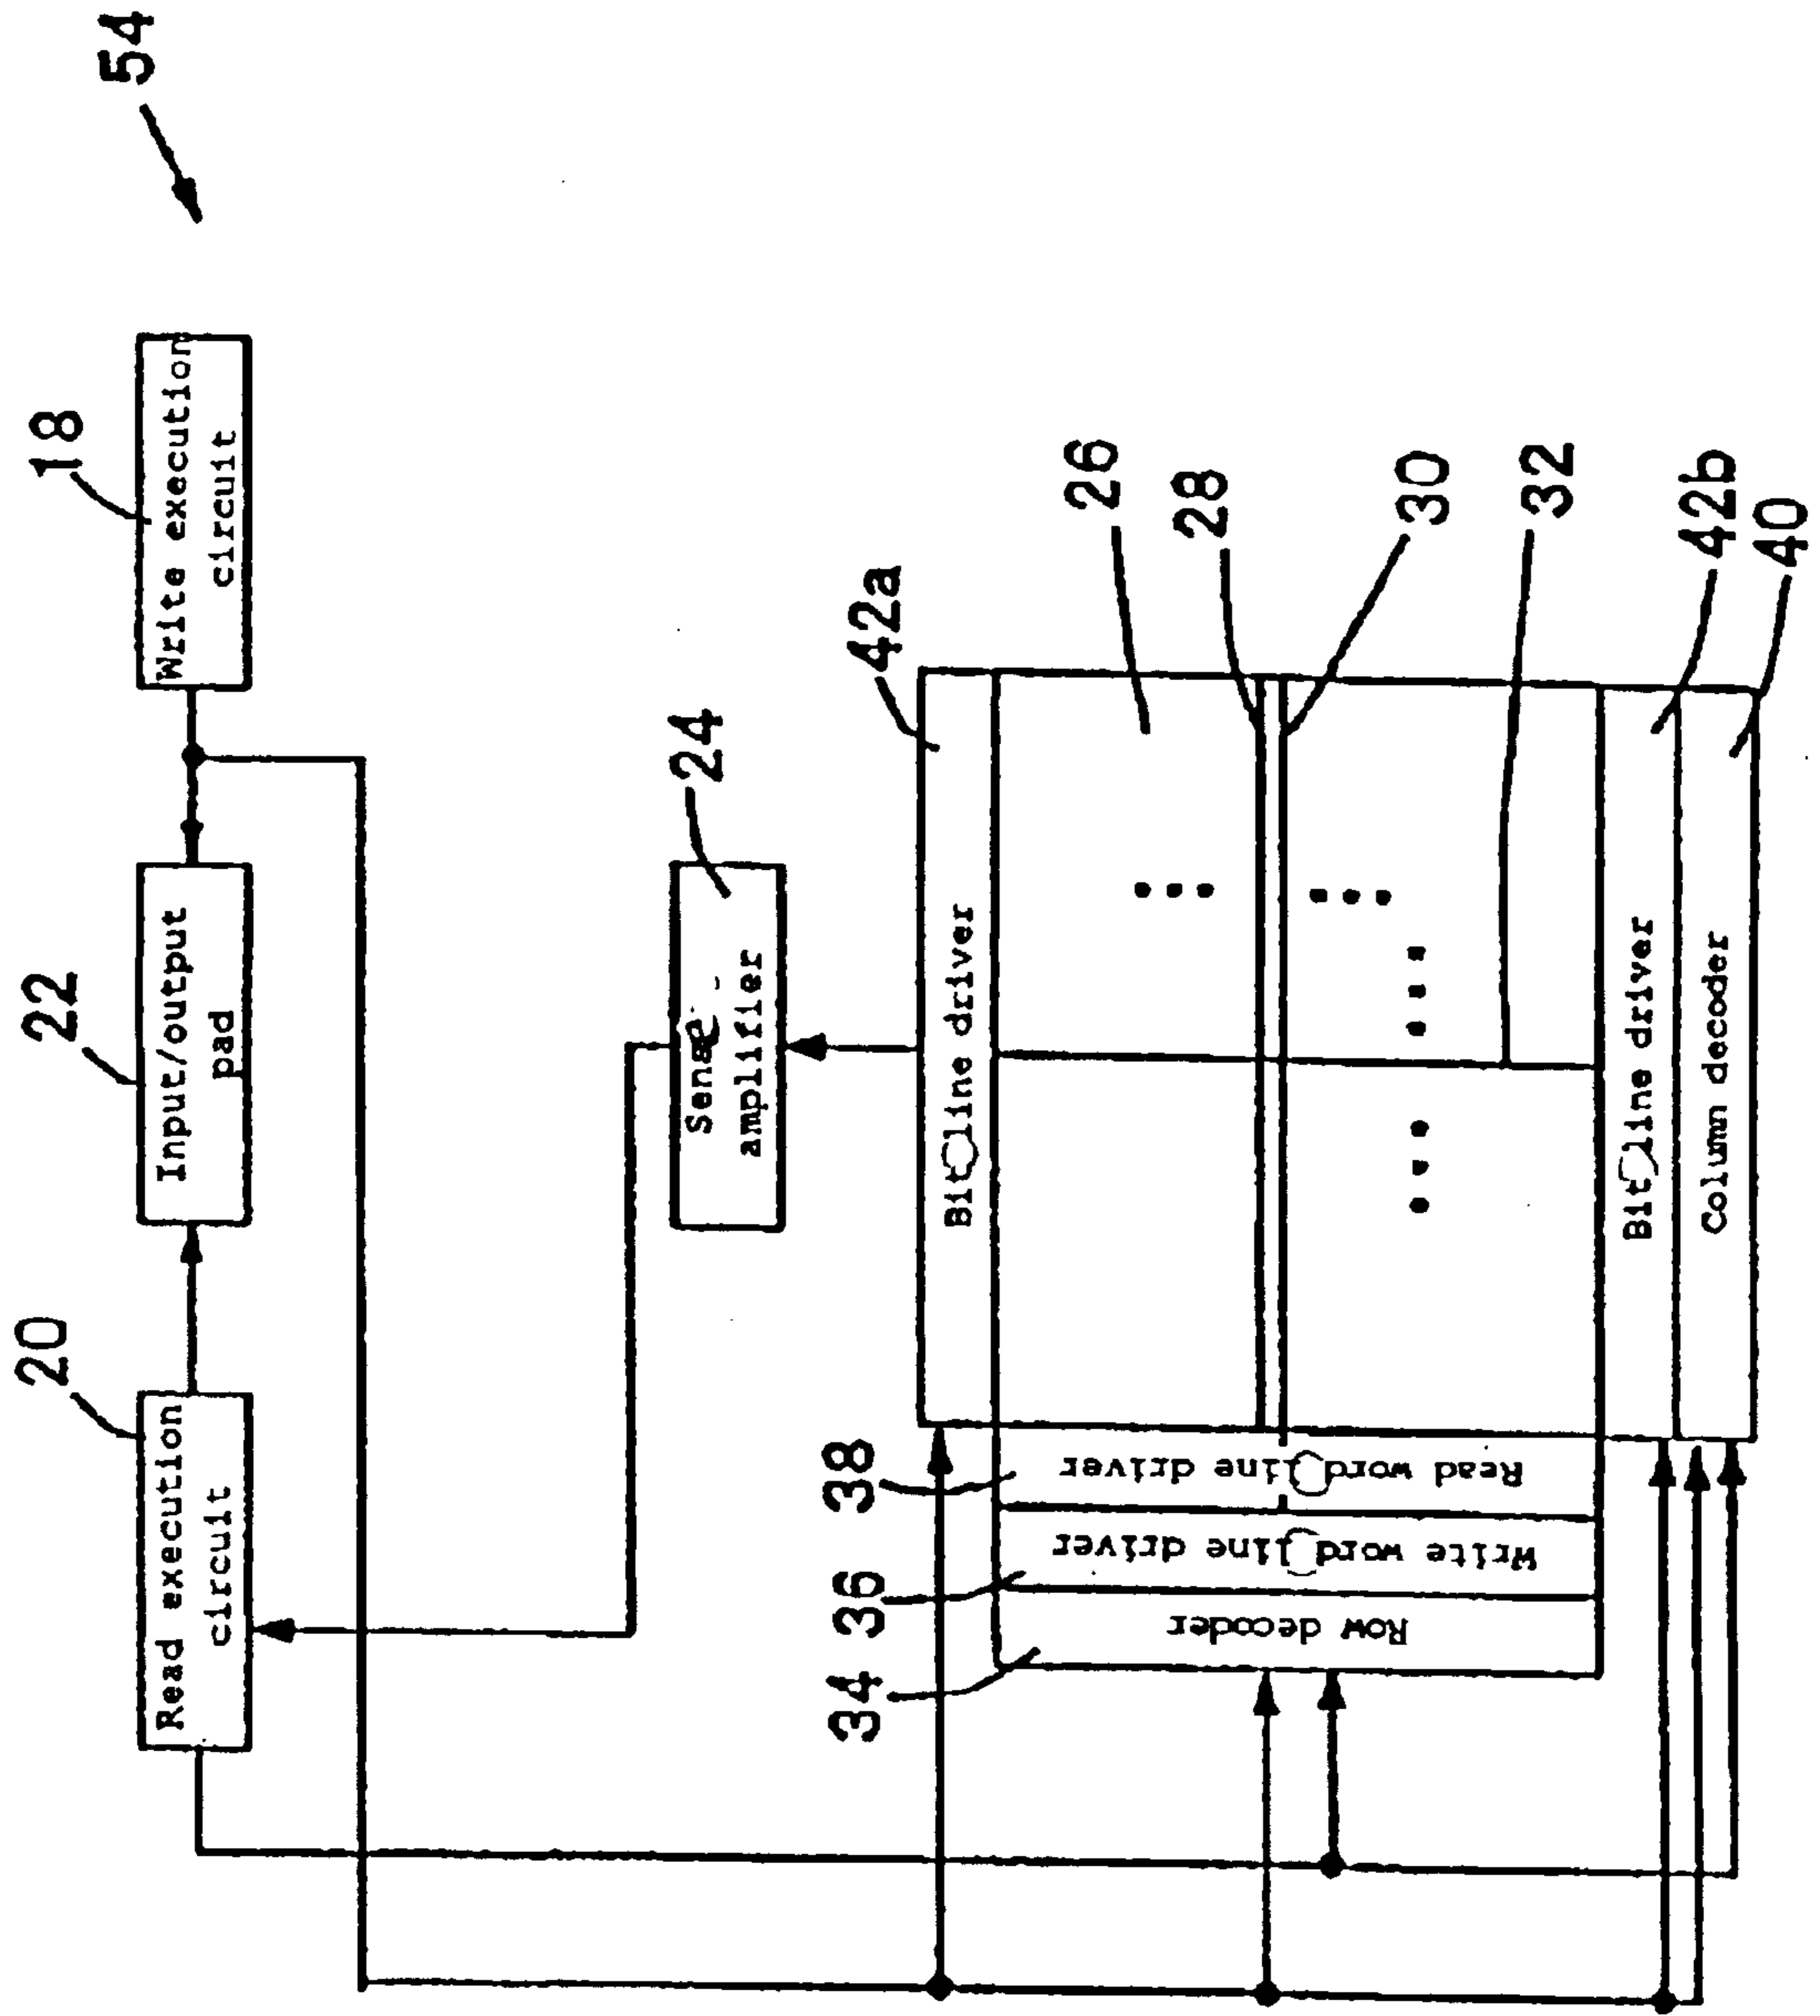 54
20
22
18
Read execution
circuit
Input/output
pad
Write execution
circuit
24
Sense
amplifier
42a
Bit line driver
26
28
30
32
38
Read word line driver
36
Write word line driver
34
Row decoder
Bit line driver
42b
Column decoder
40